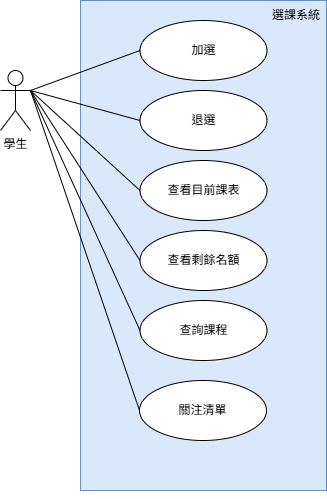 選課系統
加選
退選
學生
查看目前課表
查看剩餘名額
查詢課程
關注清單